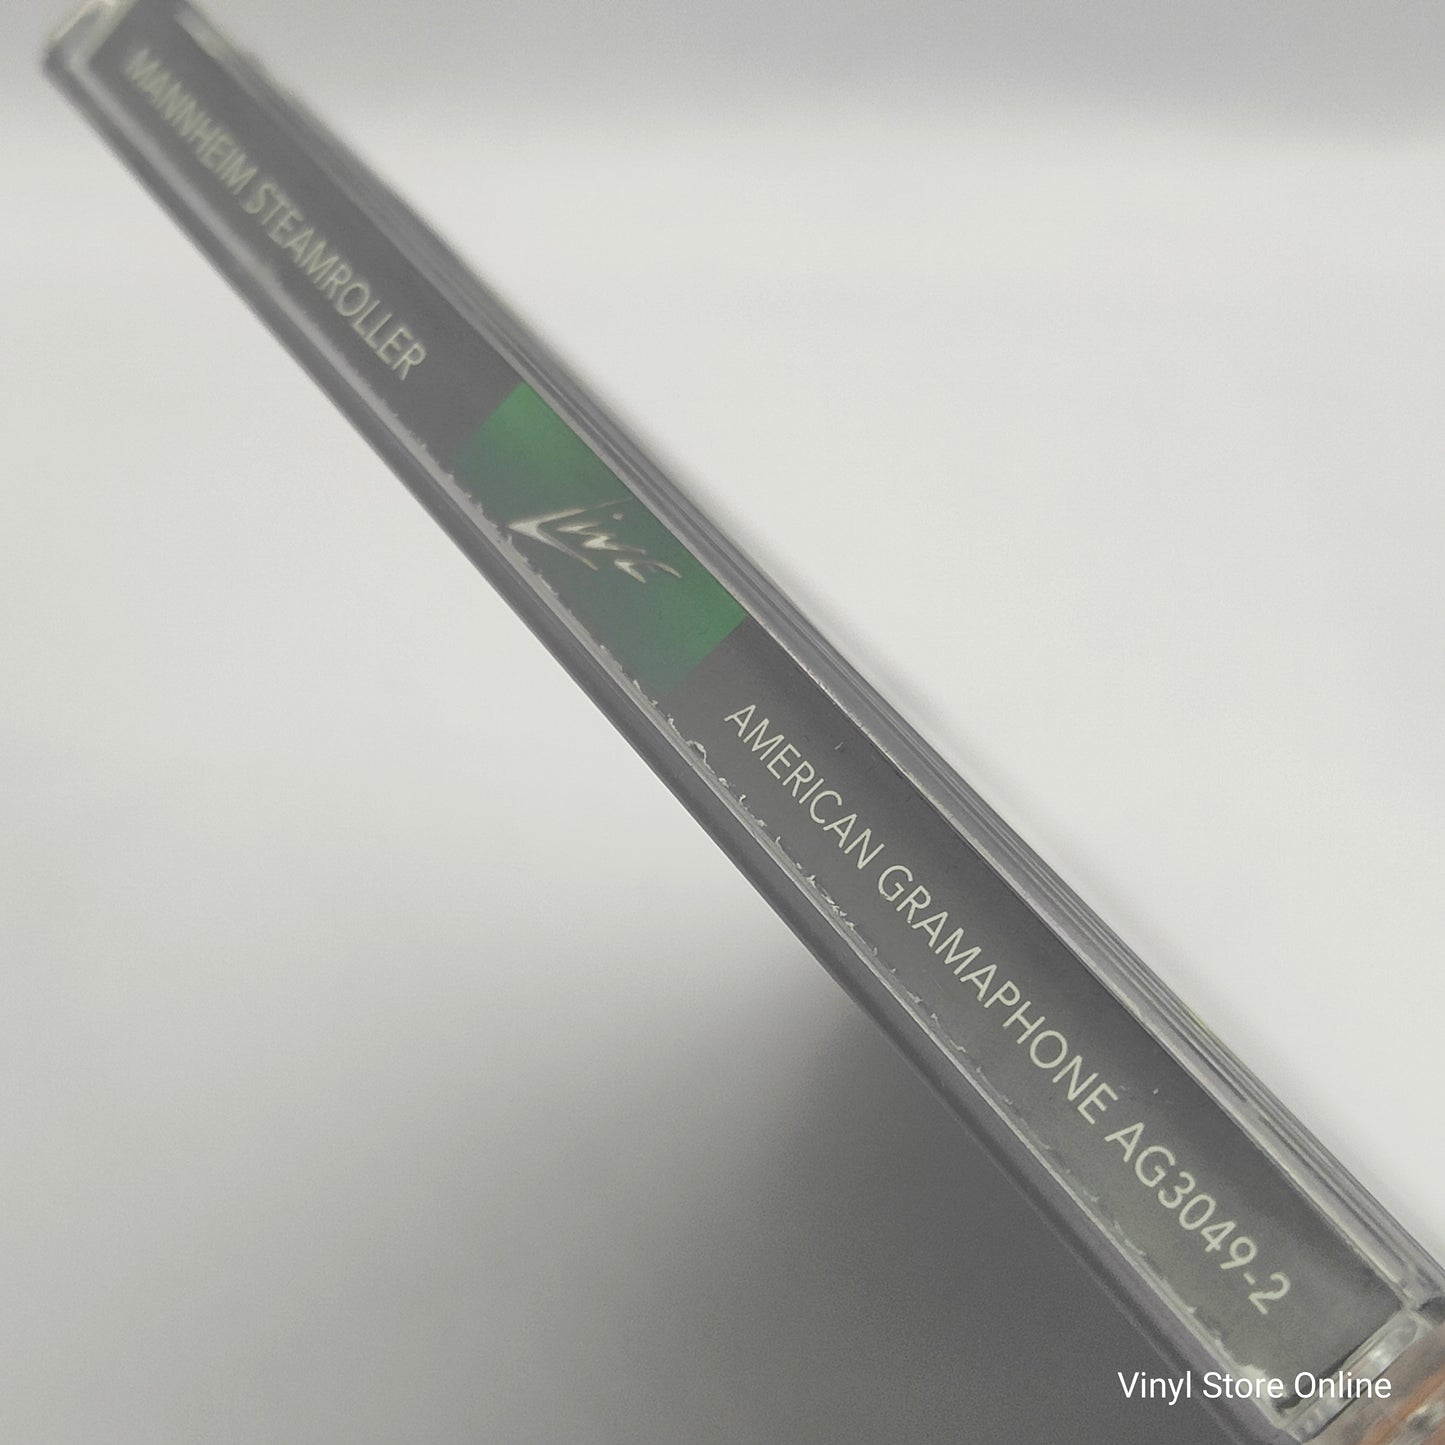 MANNHEIM STEAMROLLER
Live
AMERICAN GRAMAPHONE AG3049-2
Vinyl Store Online